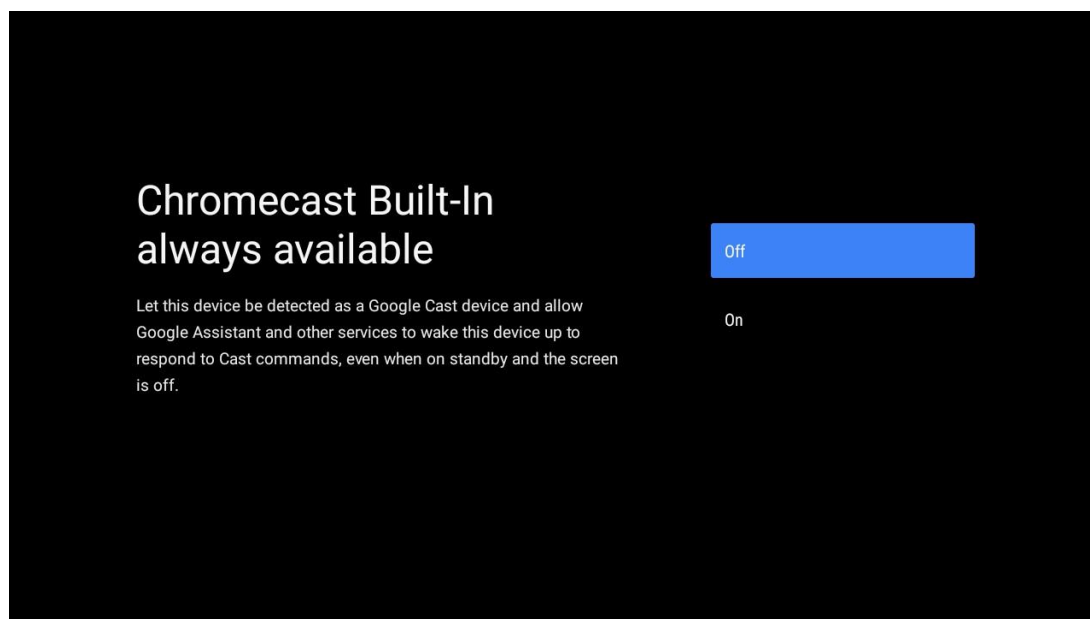 Chromecast Built-In
always available
Let this device be detected as a Google Cast device and allow
Google Assistant and other services to wake this device up to
respond to Cast commands, even when on standby and the screen
is off.
Off
On